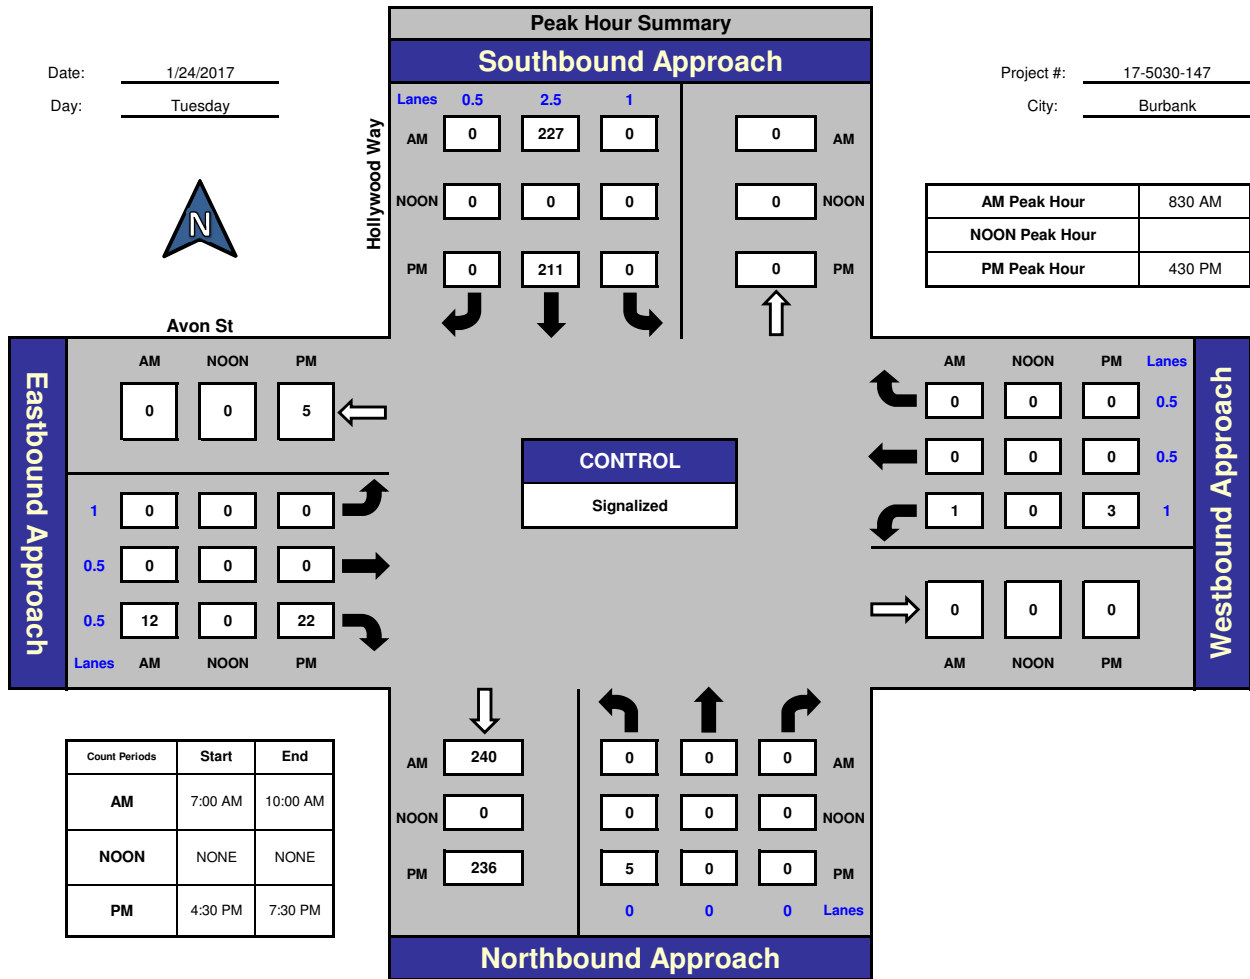 Peak Hour Summary
Southbound Approach
Date: 1/24/2017
Day: Tuesday
Project #: 17-5030-147
City: Burbank
N
Hollywood Way
Lanes 0.5 2.5 1
AM 0 227 0 0 AM
NOON 0 0 0 0 NOON
PM 0 211 0 0 PM
AM Peak Hour 830 AM
NOON Peak Hour
PM Peak Hour 430 PM
Avon St
Eastbound Approach
AM NOON PM
0 0 5
1 0 0 0
0.5 0 0 0
0.5 12 0 22
Lanes AM NOON PM
CONTROL
Signalized
AM NOON PM Lanes
0 0 0 0.5
0 0 0 0.5
1 0 3 1
0 0 0
AM NOON PM
Westbound Approach
Count Periods Start End
AM 7:00 AM 10:00 AM
NOON NONE NONE
PM 4:30 PM 7:30 PM
AM 240 0 0 0 AM
NOON 0 0 0 0 NOON
PM 236 5 0 0 PM
0 0 0 Lanes
Northbound Approach